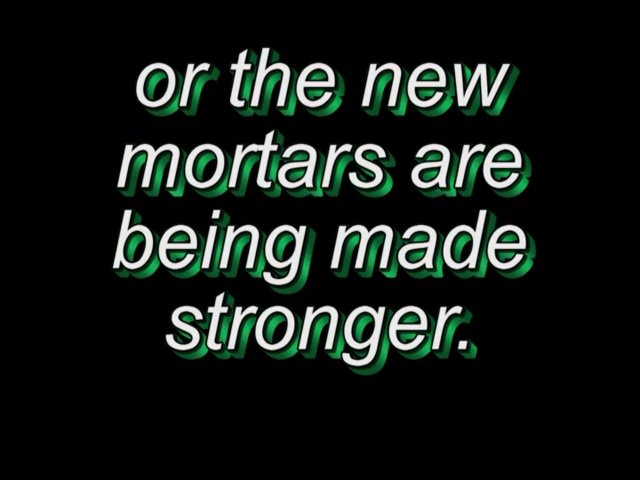 or the new
mortars are
being made
stronger.